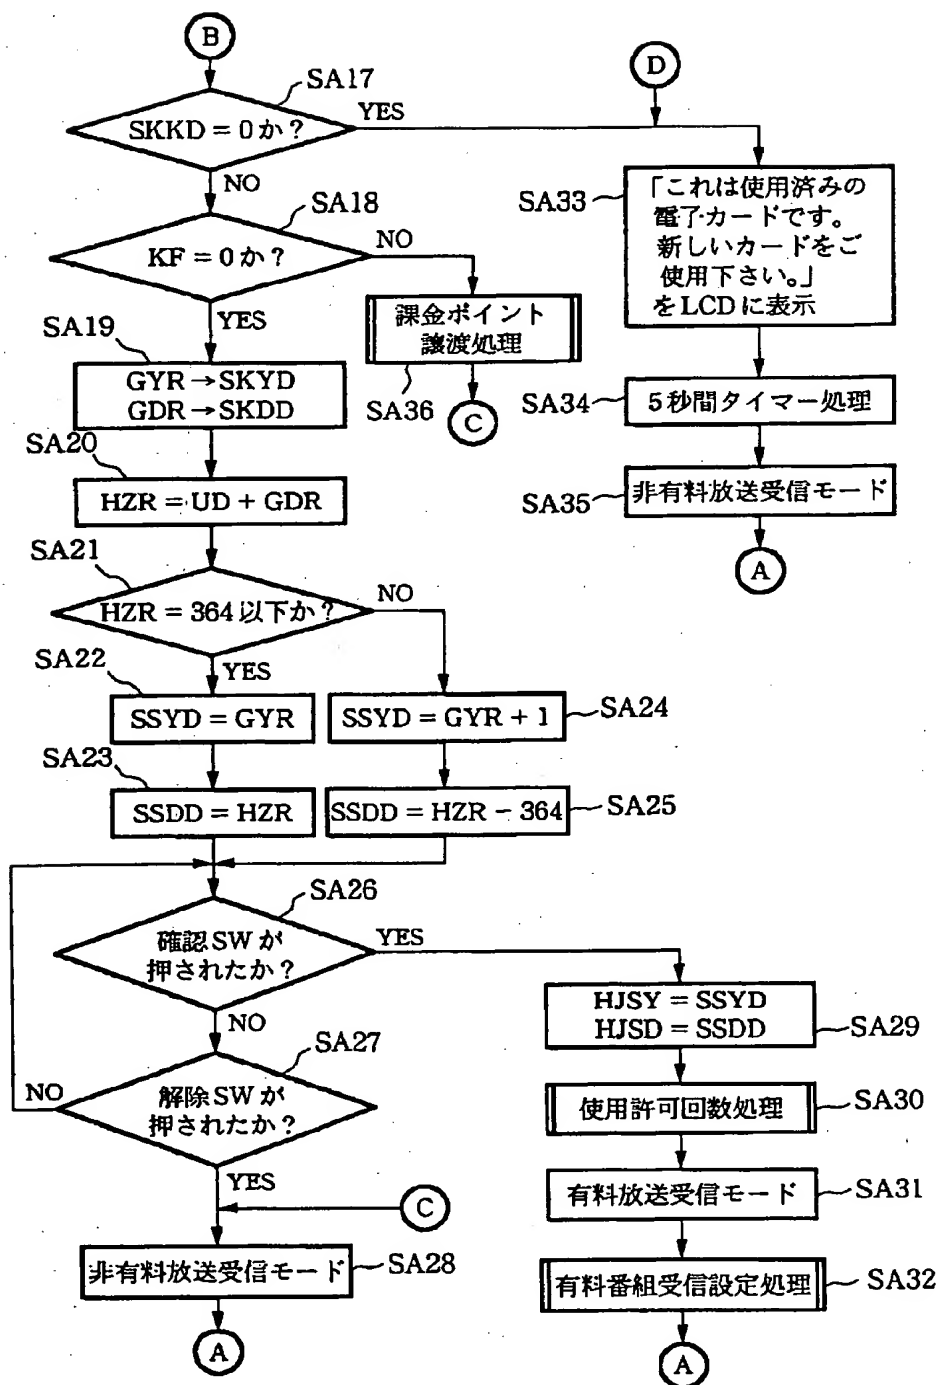 B
SA17
SKKD = 0か?
YES
NO
SA18
KF = 0か?
NO
YES
課金ポイント
譲渡処理
SA36
C
SA19
GYR→SKYD
GDR→SKDD
SA20
HZR = UD + GDR
SA21
HZR = 364以下か?
NO
YES
SA22
SSYD = GYR
SSYD = GYR + 1
SA24
SA23
SSDD = HZR
SSDD = HZR − 364
SA25
SA26
確認SWが
押されたか?
YES
NO
SA27
解除SWが
押されたか?
NO
YES
C
非有料放送受信モード
SA28
A
D
SA33
「これは使用済みの
電子カードです。
新しいカードをご
使用下さい。」
をLCDに表示
SA34
5秒間タイマー処理
SA35
非有料放送受信モード
A
HJSY = SSYD
HJSD = SSDD
SA29
使用許可回数処理
SA30
有料放送受信モード
SA31
有料番組受信設定処理
SA32
A